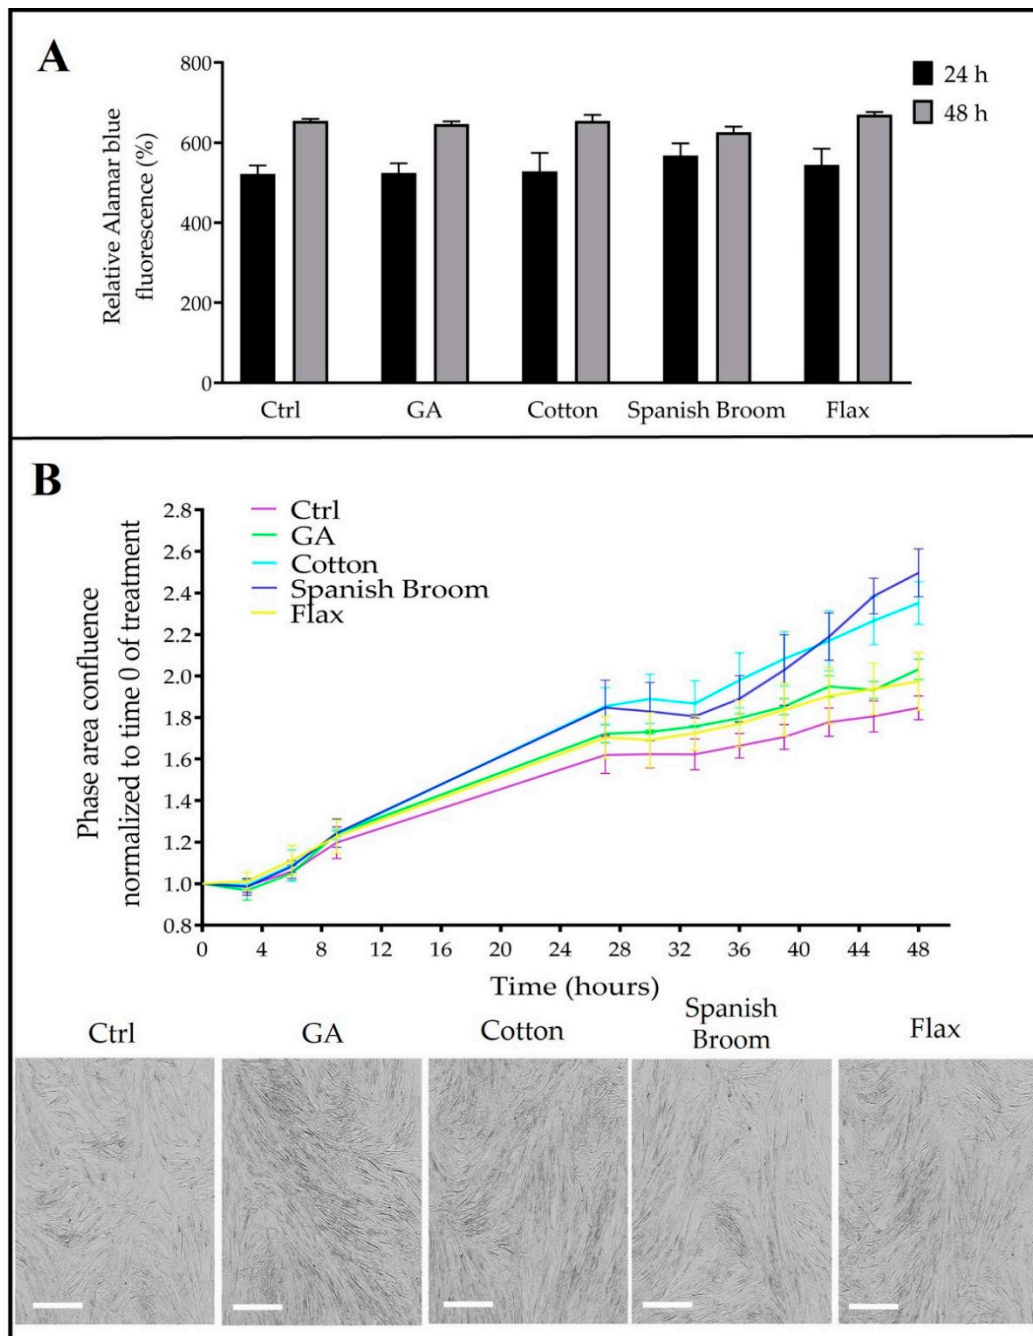 A
Relative Alamar blue
fluorescence (%)
800
600
400
200
0
24 h
48 h
Ctrl GA Cotton Spanish Broom Flax
B
Phase area confluence
normalized to time 0 of treatment
2.8
2.6
2.4
2.2
2.0
1.8
1.6
1.4
1.2
1.0
0.8
Ctrl
GA
Cotton
Spanish Broom
Flax
0 4 8 12 16 20 24 28 32 36 40 44 48
Time (hours)
Ctrl GA Cotton Spanish Broom Flax